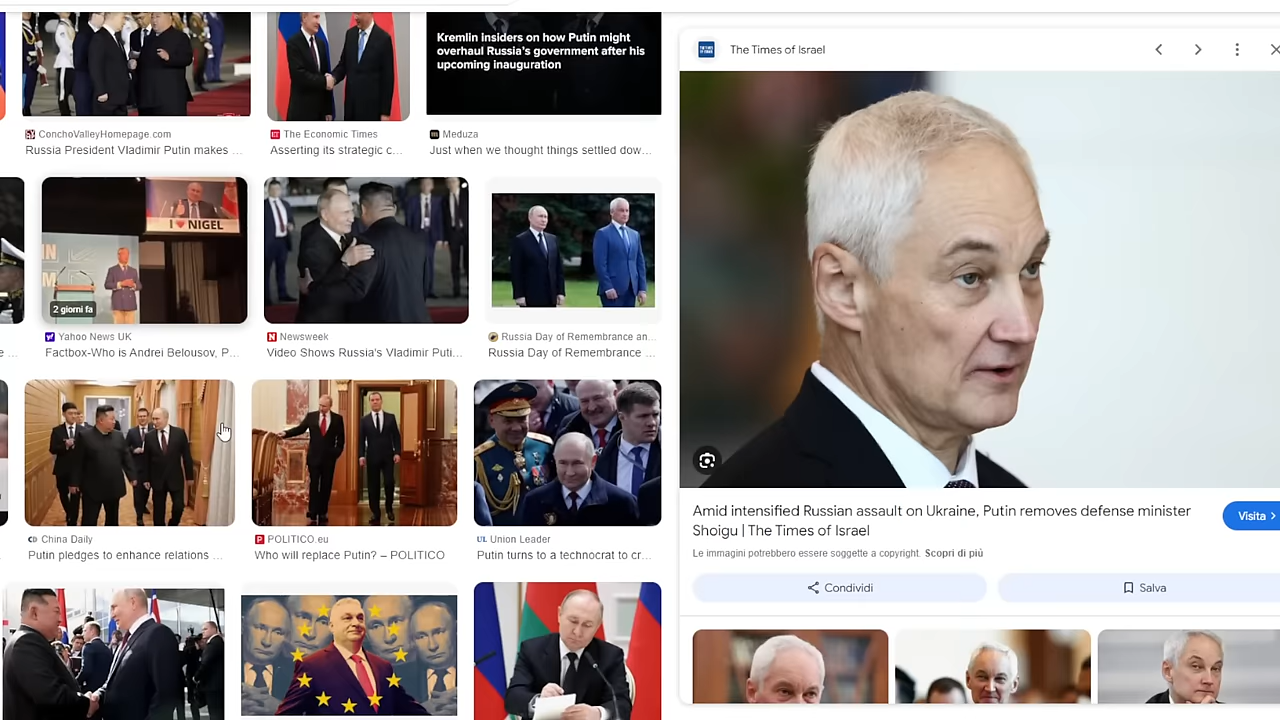 Kremlin insiders on how Putin might
overhaul Russia's government after his
upcoming inauguration
ConchoValleyHomepage.com
Russia President Vladimir Putin makes ...
The Economic Times
Asserting its strategic c...
Meduza
Just when we thought things settled dow...
I ♥ NIGEL
2 giorni fa
Yahoo News UK
Factbox-Who is Andrei Belousov, P...
Newsweek
Video Shows Russia's Vladimir Puti...
Russia Day of Remembrance an...
Russia Day of Remembrance ...
China Daily
Putin pledges to enhance relations ...
POLITICO.eu
Who will replace Putin? – POLITICO
UL Union Leader
Putin turns to a technocrat to cr...
The Times of Israel
Amid intensified Russian assault on Ukraine, Putin removes defense minister
Shoigu | The Times of Israel
Visita
Le immagini potrebbero essere soggette a copyright. Scopri di più
Condividi
Salva